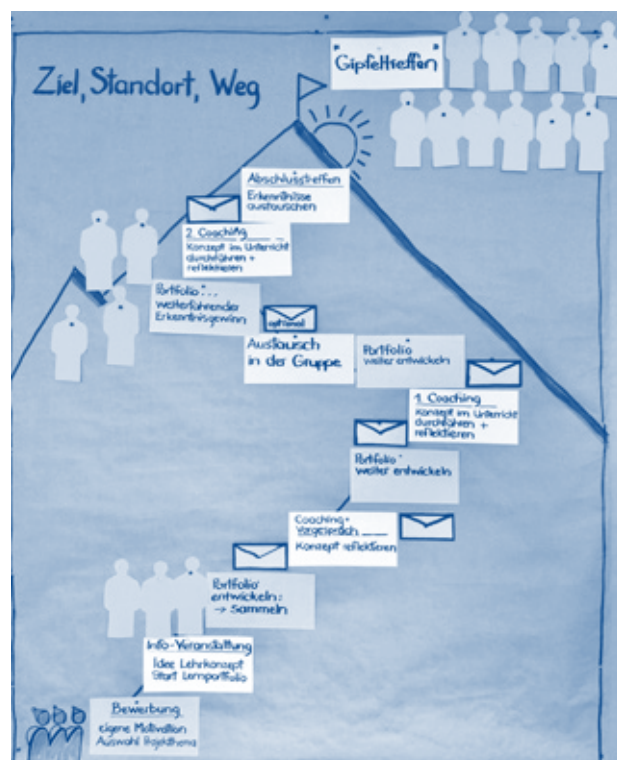 Ziel, Standort, Weg
Gipfeltreffen
Abschlusstreffen
Erkenntnisse
austauschen
2. Coaching
Konzept im Unterricht
durchführen +
reflektieren
Portfolio:...
weiterführender
Erkenntnisgewinn
optional
Austausch
in der Gruppe
Portfolio
weiter entwickeln
1. Coaching
Konzept im Unterricht
durchführen +
reflektieren
Portfolio
weiter entwickeln
Coaching-
Vorgespräch
Konzept reflektieren
Portfolio
entwickeln:
→ sammeln
Info-Veranstaltung
Idee Lehrkonzept
Start Lernportfolio
Bewerbung
eigene Motivation
Auswahl Projektthema